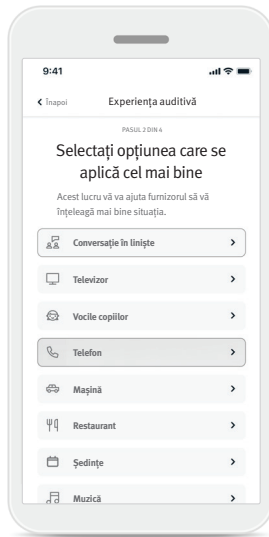 9:41
Înapoi
Experiența auditivă
PASUL 2 DIN 4
Selectați opțiunea care se
aplică cel mai bine
Acest lucru vă va ajuta furnizorul să vă
înțeleagă mai bine situația.
Conversație în liniște
Televizor
Vocile copiilor
Telefon
Mașină
Restaurant
Ședințe
Muzică